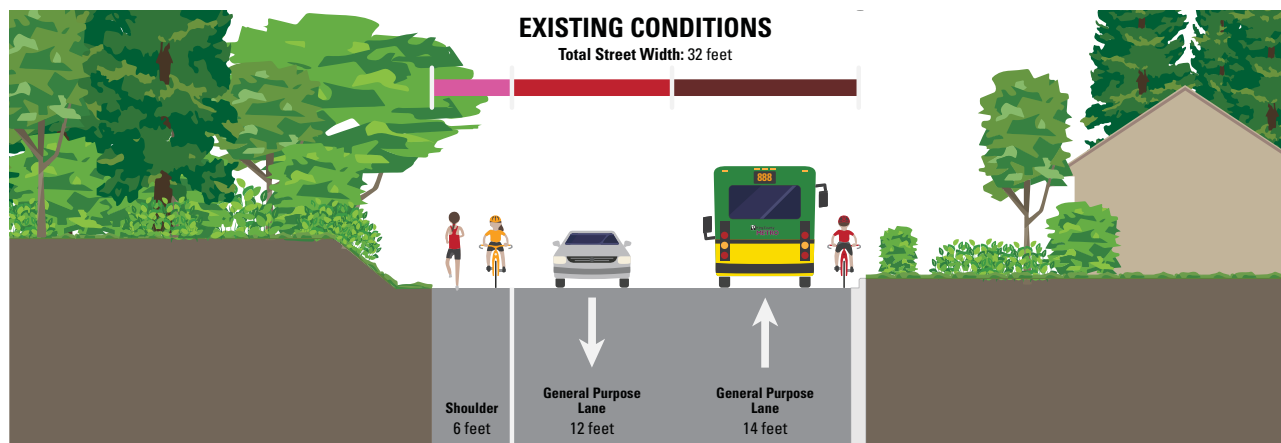 EXISTING CONDITIONS
Total Street Width: 32 feet
888
METRO
Shoulder
6 feet
General Purpose
Lane
12 feet
General Purpose
Lane
14 feet